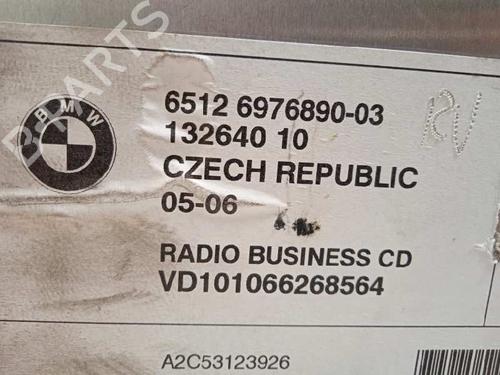 BMW
6512 6976890-03
132640 10
CZECH REPUBLIC
05-06
RADIO BUSINESS CD
VD101066268564
A2C53123926